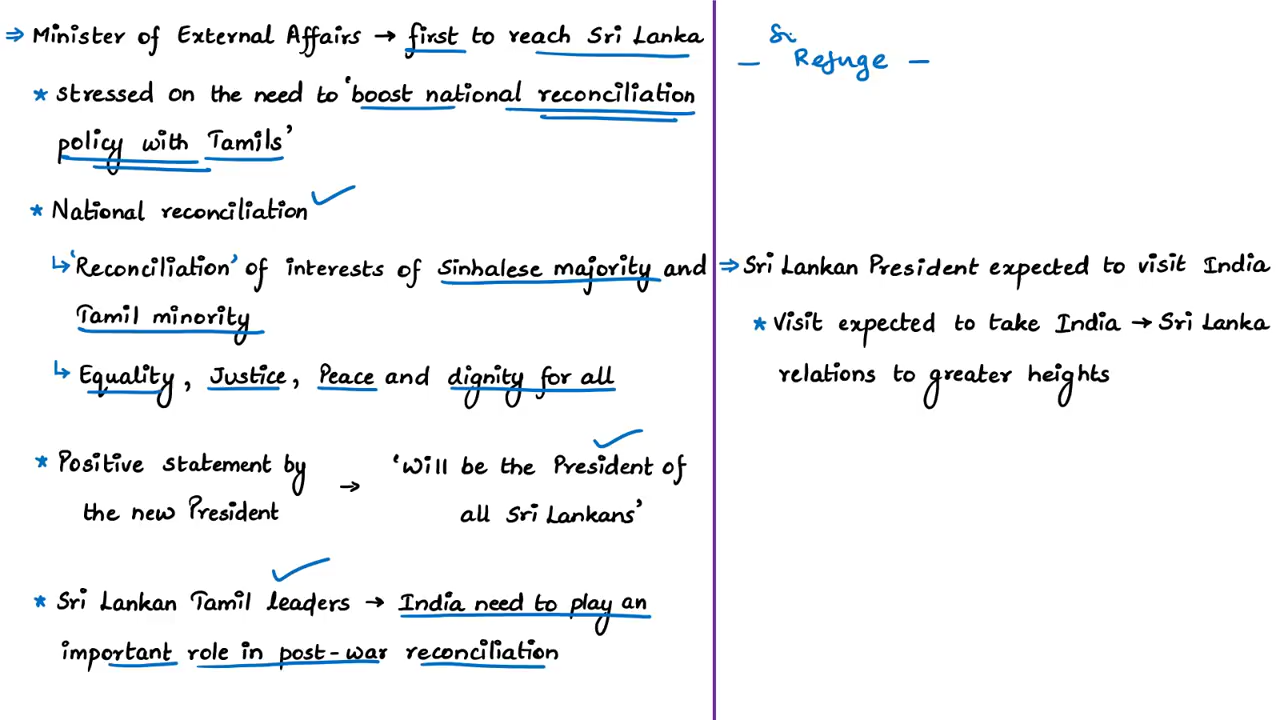 ⇒ Minister of External Affairs → first to reach Sri Lanka
* stressed on the need to 'boost national reconciliation
policy with Tamils'
* National reconciliation ✓
↳ 'Reconciliation' of interests of Sinhalese majority and
Tamil minority
↳ Equality, Justice, Peace and dignity for all
* Positive statement by → 'Will be the President of
the new President all Sri Lankans'
* Sri Lankan Tamil leaders → India need to play an
important role in post-war reconciliation
Sri
— Refuge —
⇒ Sri Lankan President expected to visit India
* Visit expected to take India → Sri Lanka
relations to greater heights